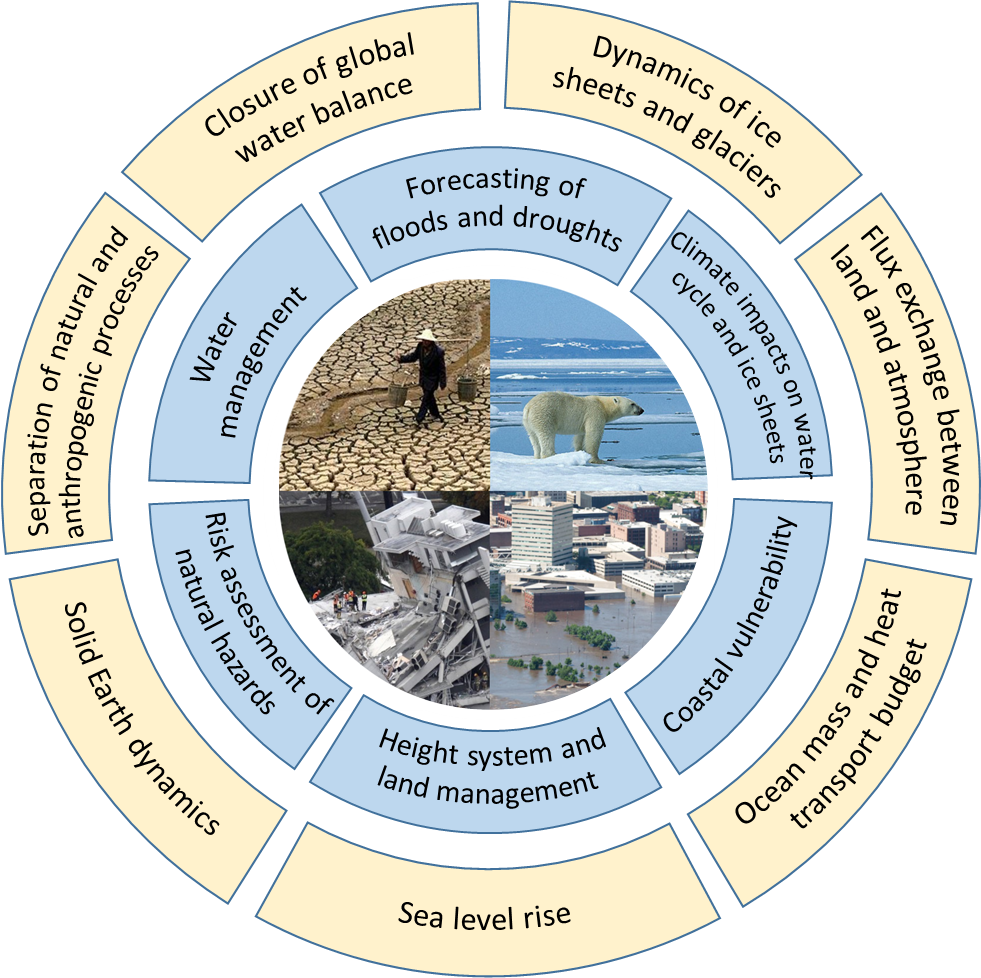 Closure of global
water balance
Dynamics of ice
sheets and glaciers
Flux exchange between
land and atmosphere
Ocean mass and heat
transport budget
Sea level rise
Solid Earth dynamics
Separation of natural and
anthropogenic processes
Forecasting of
floods and droughts
Climate impacts on water
cycle and ice sheets
Coastal vulnerability
Height system and
land management
Risk assessment of
natural hazards
Water
management